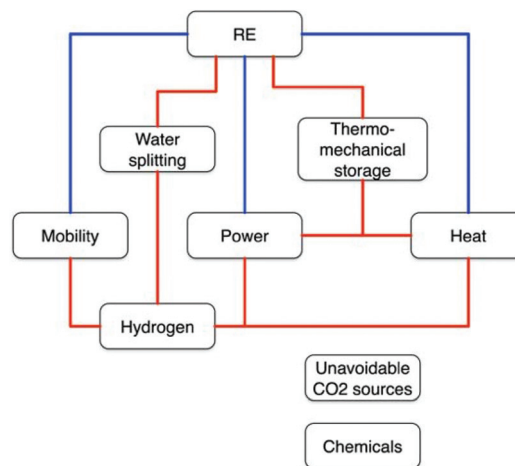 RE
Water
splitting
Thermo-
mechanical
storage
Mobility
Power
Heat
Hydrogen
Unavoidable
CO2 sources
Chemicals